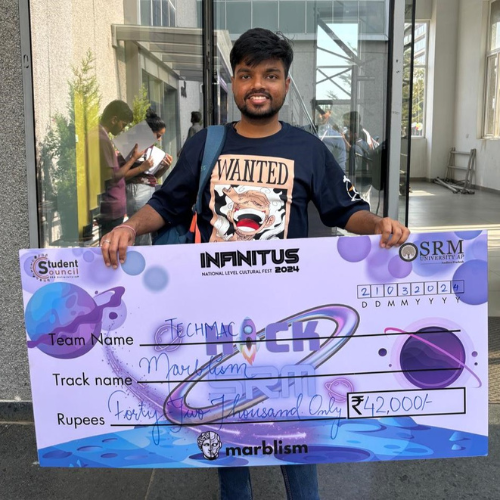 WANTED
Student
Council
INFINITUS
NATIONAL LEVEL CULTURAL FEST 2024
SRM
UNIVERSITY AP
21032024
DDMMYYYY
HACK
SRM
Team Name TECHMAC
Track name Marblism
Rupees Forty Two Thousand Only ₹42,000/-
marblism